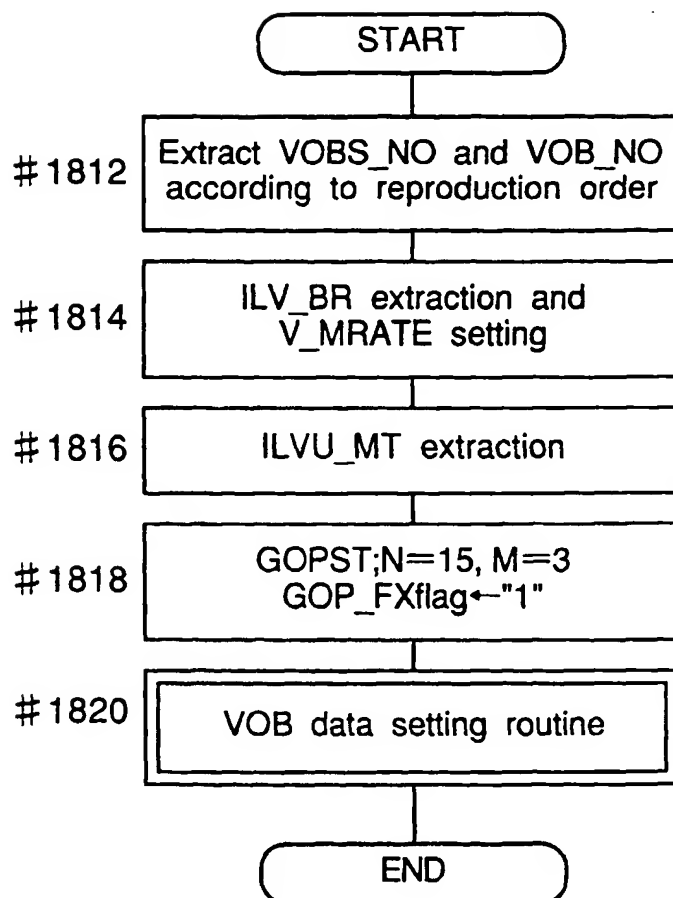 START
#1812
Extract VOBS_NO and VOB_NO
according to reproduction order
#1814
ILV_BR extraction and
V_MRATE setting
#1816
ILVU_MT extraction
#1818
GOPST;N=15, M=3
GOP_FXflag←"1"
#1820
VOB data setting routine
END